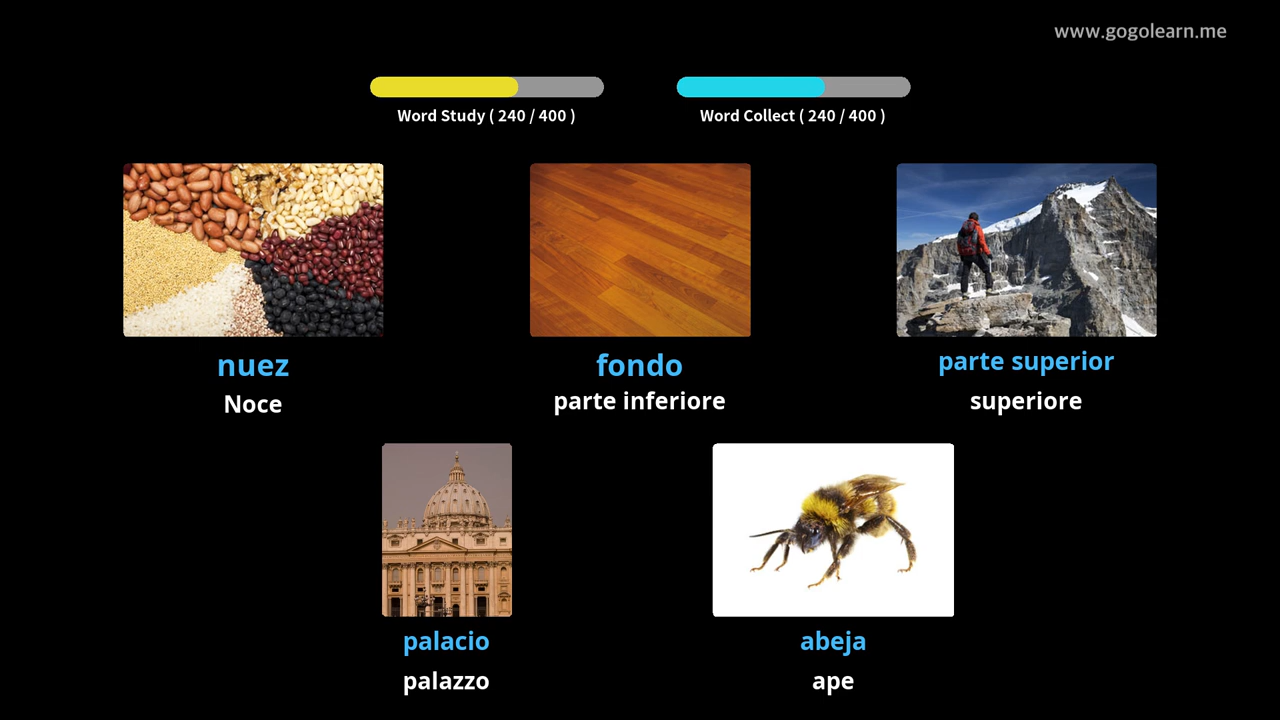 www.gogolearn.me
Word Study ( 240 / 400 )
Word Collect ( 240 / 400 )
nuez
Noce
fondo
parte inferiore
parte superior
superiore
palacio
palazzo
abeja
ape